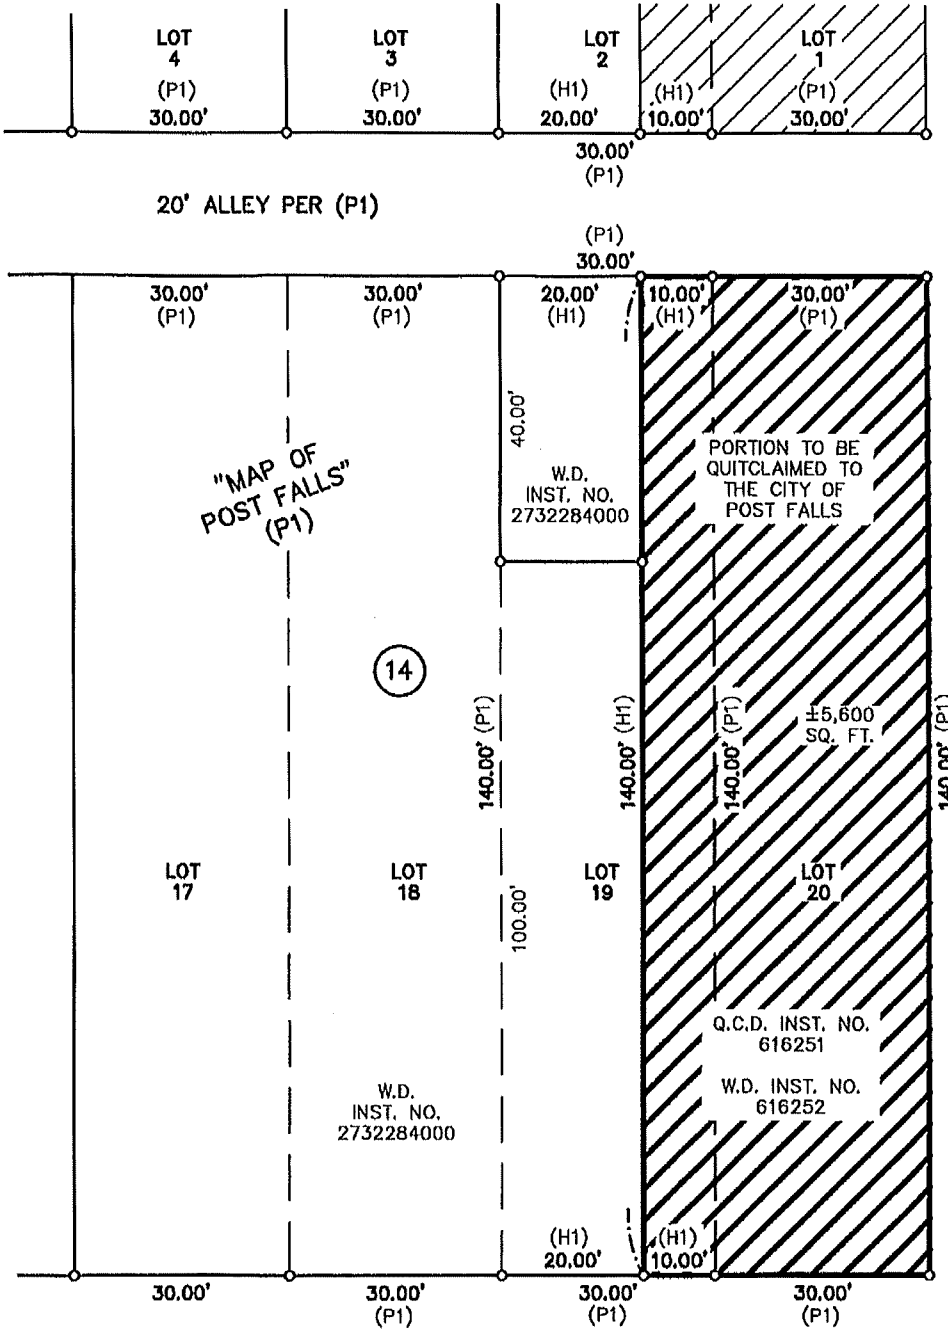 LOT
4
(P1)
30.00'
LOT
3
(P1)
30.00'
LOT
2
(H1)
20.00'
(H1)
10.00'
LOT
1
(P1)
30.00'
30.00'
(P1)
20' ALLEY PER (P1)
(P1)
30.00'
30.00'
(P1)
30.00'
(P1)
20.00'
(H1)
10.00'
(H1)
30.00'
(P1)
40.00'
"MAP OF
POST FALLS"
(P1)
W.D.
INST. NO.
2732284000
PORTION TO BE
QUITCLAIMED TO
THE CITY OF
POST FALLS
14
140.00' (P1)
140.00' (H1)
140.00' (P1)
±5,600
SQ. FT.
140.00' (P1)
LOT
17
LOT
18
100.00'
LOT
19
LOT
20
Q.C.D. INST. NO.
616251
W.D. INST. NO.
616252
W.D.
INST. NO.
2732284000
(H1)
20.00'
(H1)
10.00'
30.00'
30.00'
(P1)
30.00'
(P1)
30.00'
(P1)